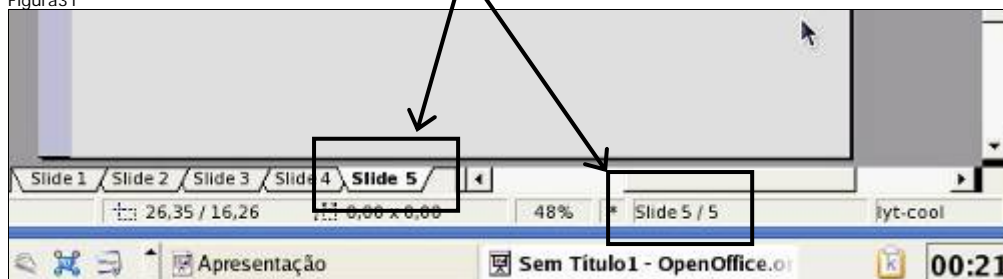 Figura31
Slide 1 Slide 2 Slide 3 Slide 4 Slide 5
26,35 / 16,26 0,00 x 0,00 48% * Slide 5 / 5 lyt-cool
Apresentação Sem Título1 - OpenOffice.or 00:21